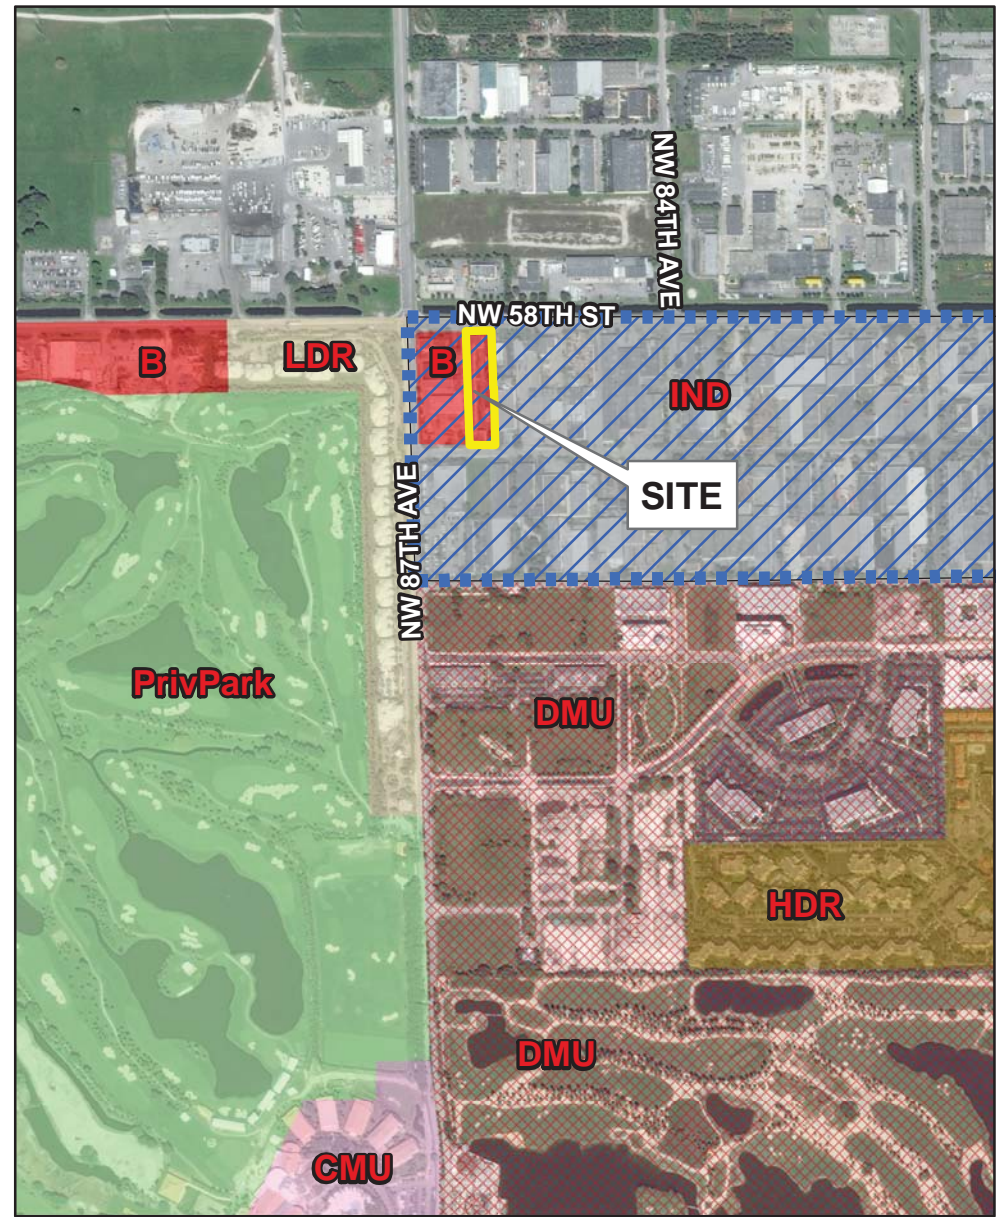 NW 84TH AVE
NW 58TH ST
B
LDR
B
IND
SITE
NW 87TH AVE
PrivPark
DMU
HDR
DMU
CMU